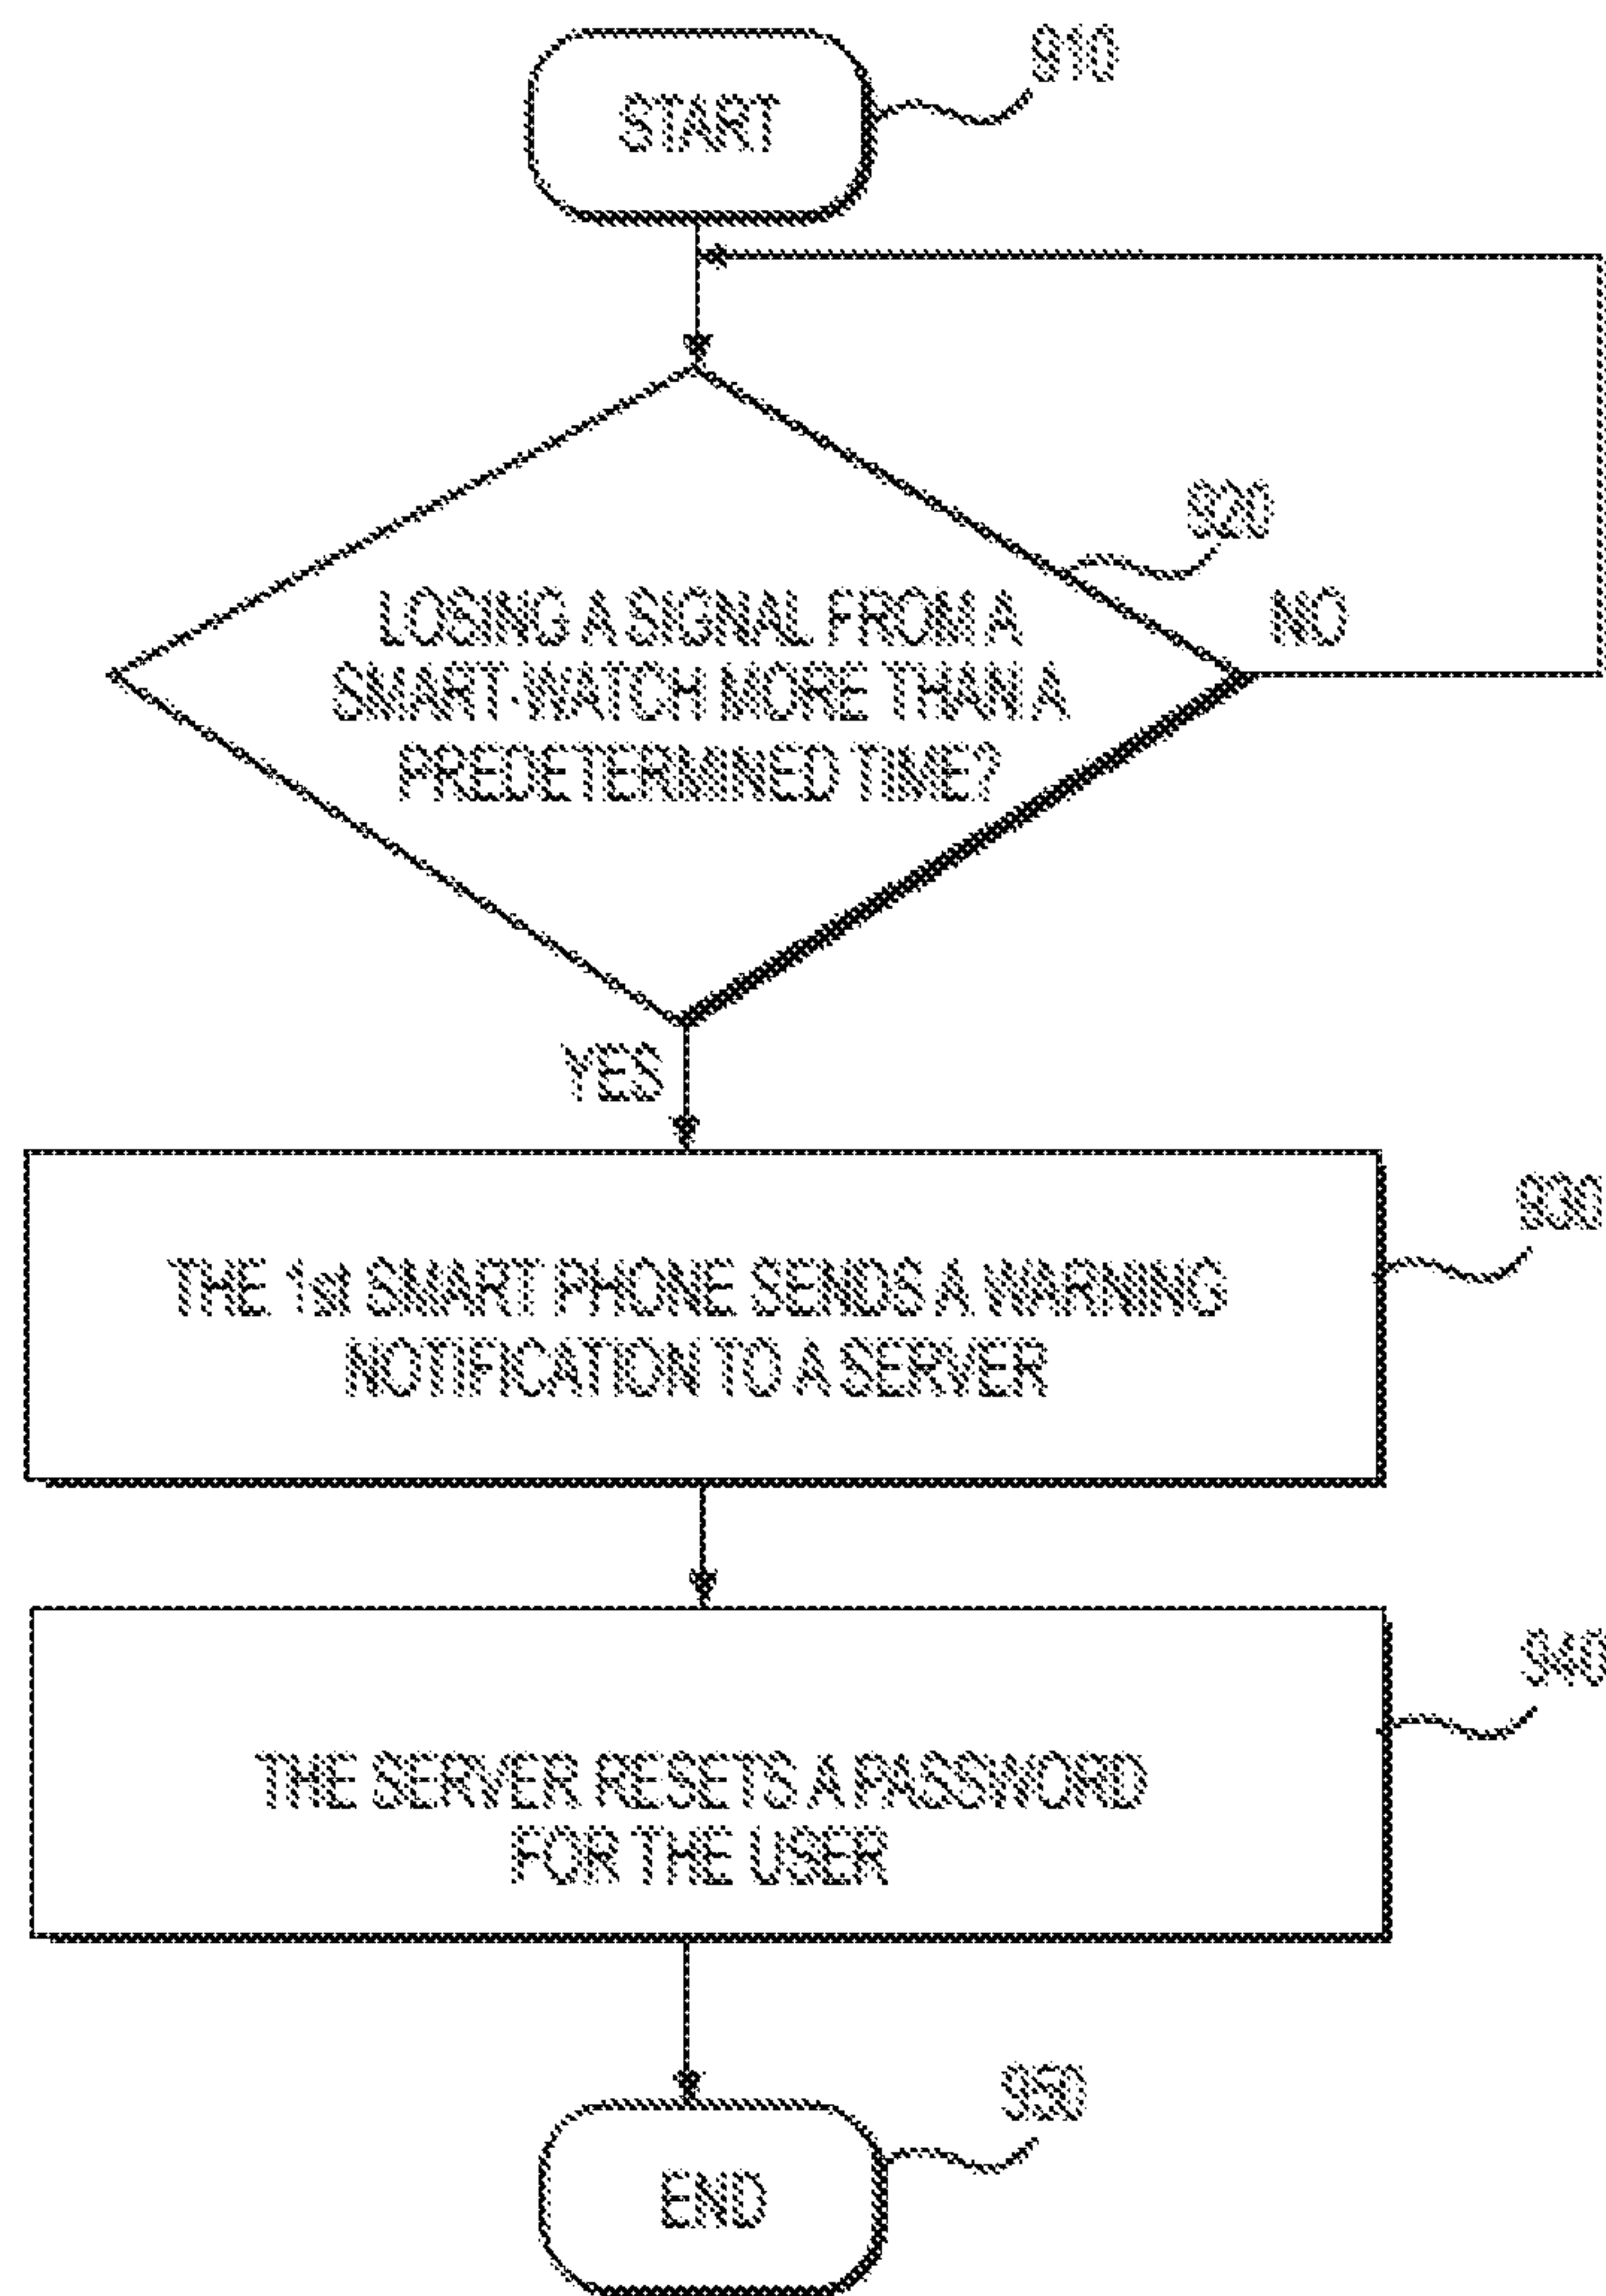 910
START
920
LOSING A SIGNAL FROM A
SMART-WATCH MORE THAN A
PREDETERMINED TIME?
NO
YES
930
THE 1st SMART PHONE SENDS A WARNING
NOTIFICATION TO A SERVER
940
THE SERVER RESETS A PASSWORD
FOR THE USER
950
END